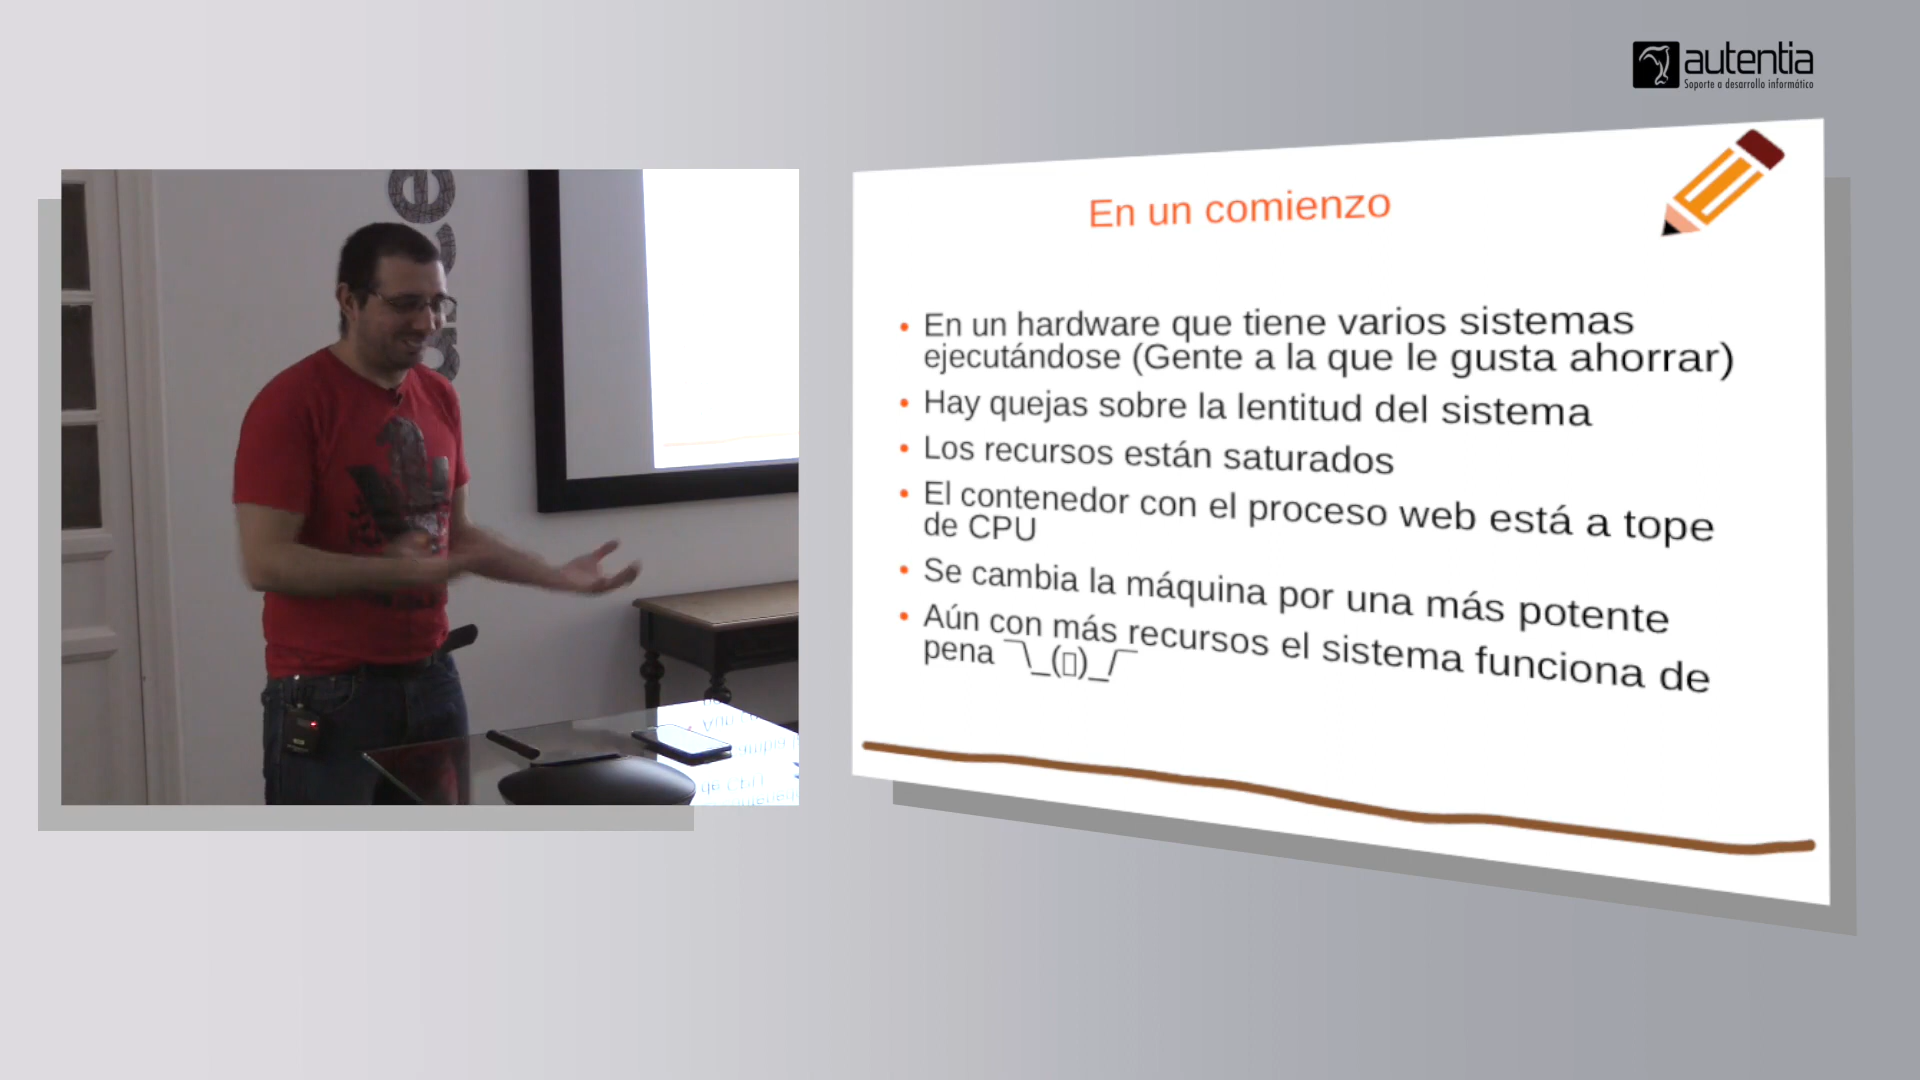 autentia
Soporte a desarrollo informático
En un comienzo
• En un hardware que tiene varios sistemas
ejecutándose (Gente a la que le gusta ahorrar)
• Hay quejas sobre la lentitud del sistema
• Los recursos están saturados
• El contenedor con el proceso web está a tope
de CPU
• Se cambia la máquina por una más potente
• Aún con más recursos el sistema funciona de
pena ¯\_(▯)_/¯